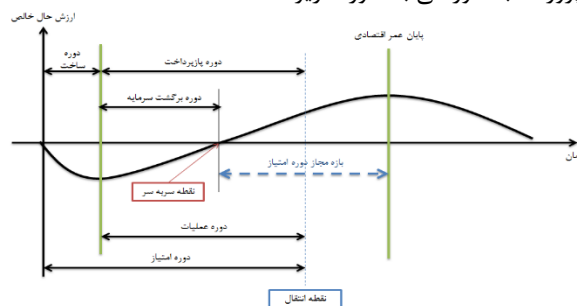 ارزش حال خالص
پایان عمر اقتصادی
دوره
ساخت
دوره بازپرداخت
دوره برگشت سرمایه
بازه مجاز دوره امتیاز
نقطه سربه سر
دوره عملیات
دوره امتیاز
نقطه انتقال